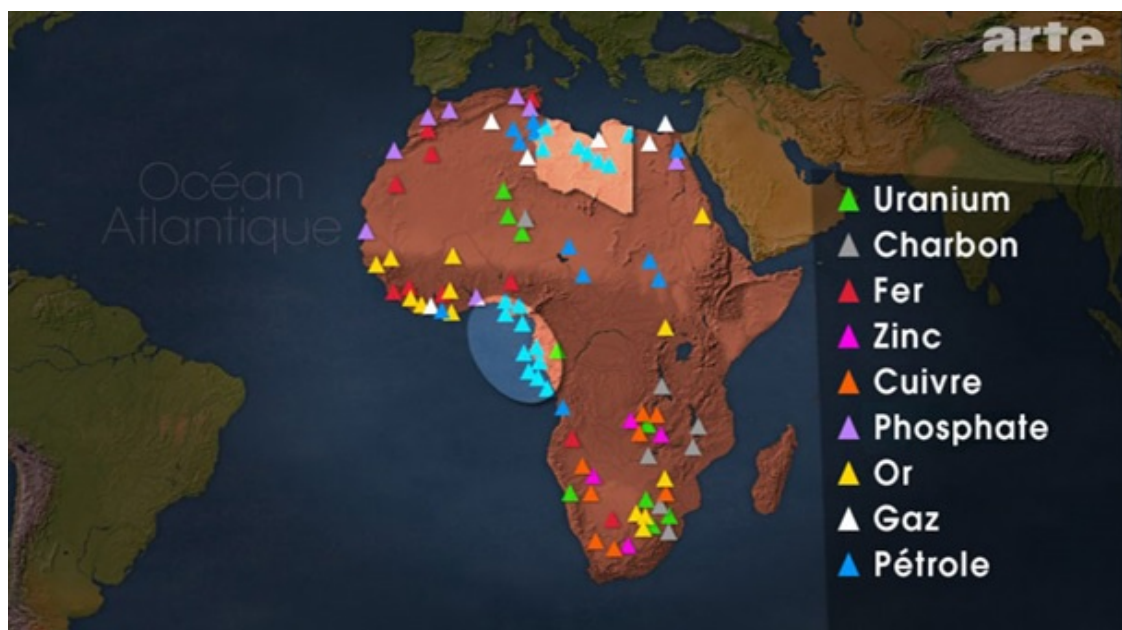 arte
Océan
Atlantique
Uranium
Charbon
Fer
Zinc
Cuivre
Phosphate
Or
Gaz
Pétrole